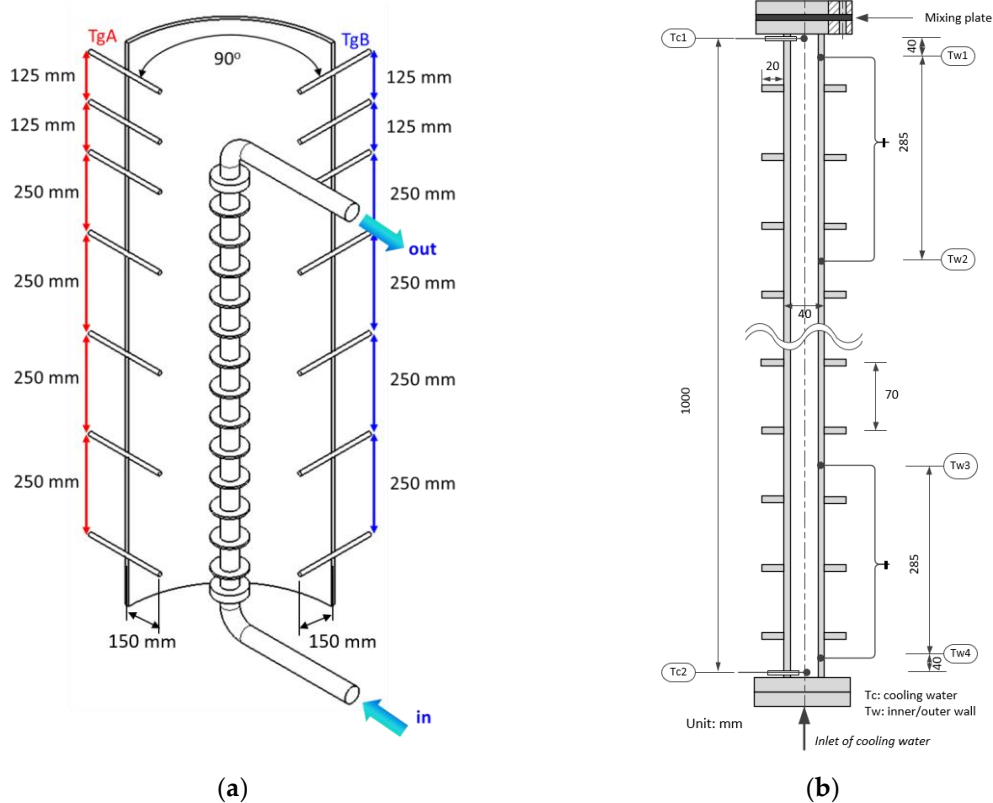 TgA
TgB
90°
125 mm
125 mm
125 mm
125 mm
250 mm
250 mm
out
250 mm
250 mm
250 mm
250 mm
250 mm
250 mm
150 mm
150 mm
in
(a)
Mixing plate
Tc1
40
Tw1
20
285
Tw2
40
1000
70
Tw3
285
Tw4
40
Tc2
Tc: cooling water
Tw: inner/outer wall
Unit: mm
Inlet of cooling water
(b)